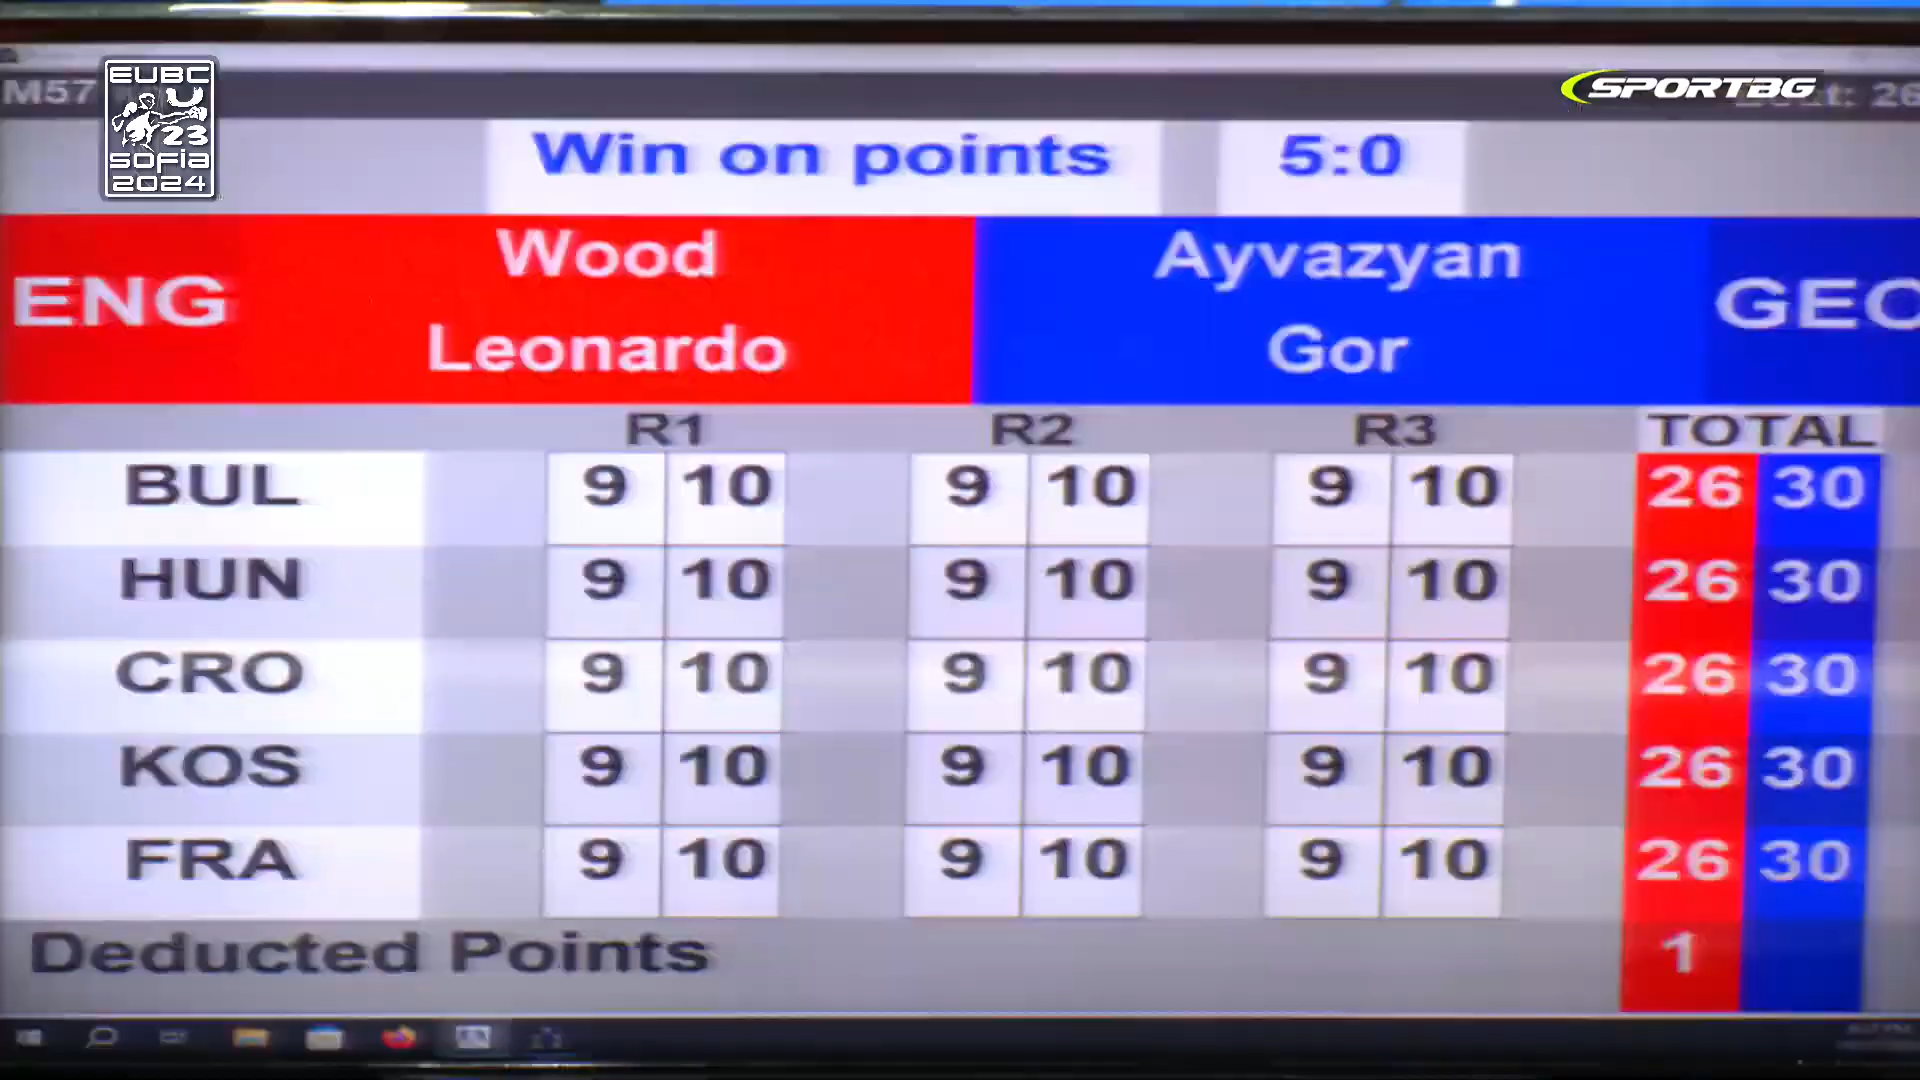 EUBC
U
23
SOFIA
2024
M57
SPORTBG
26
Win on points 5:0
ENG Wood Leonardo Ayvazyan Gor GEO
R1 R2 R3 TOTAL
BUL 9 10 9 10 9 10 26 30
HUN 9 10 9 10 9 10 26 30
CRO 9 10 9 10 9 10 26 30
KOS 9 10 9 10 9 10 26 30
FRA 9 10 9 10 9 10 26 30
Deducted Points 1